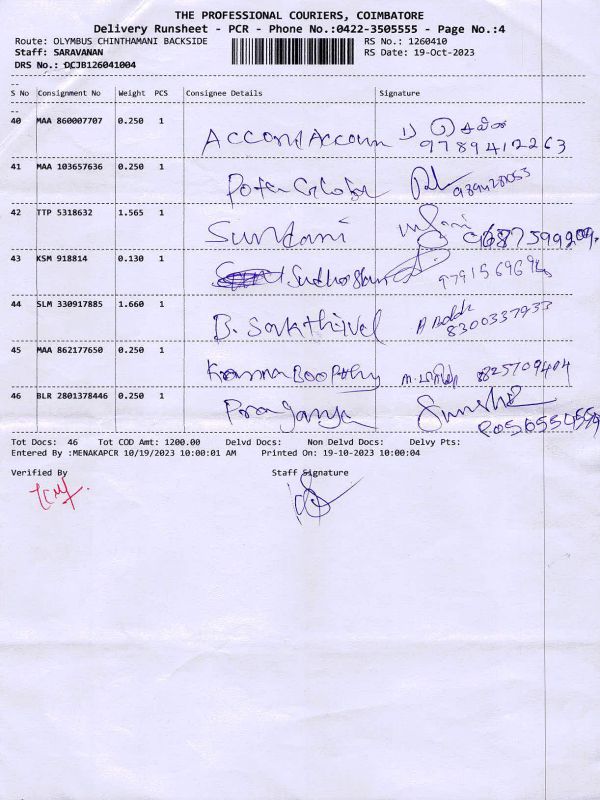 THE PROFESSIONAL COURIERS, COIMBATORE
Delivery Runsheet - PCR - Phone No.:0422-3505555 - Page No.:4
Route: OLYMBUS CHINTHAMANI BACKSIDE RS No.: 1260410
Staff: SARAVANAN RS Date: 19-Oct-2023
DRS No.: DCJB126041004
S No Consignment No Weight PCS Consignee Details Signature
40 MAA 860007707 0.250 1 Accord Accoun 9789412263
41 MAA 103657636 0.250 1
42 TTP 5318632 1.565 1 Sundani
43 KSM 918814 0.130 1
44 SLM 330917885 1.660 1 B. Sakthivel 8300337933
45 MAA 862177650 0.250 1 825709404
46 BLR 2801378446 0.250 1
Tot Docs: 46 Tot COD Amt: 1200.00 Delvd Docs: Non Delvd Docs: Delvy Pts:
Entered By :MENAKAPCR 10/19/2023 10:00:01 AM Printed On: 19-10-2023 10:00:04
Verified By Staff Signature